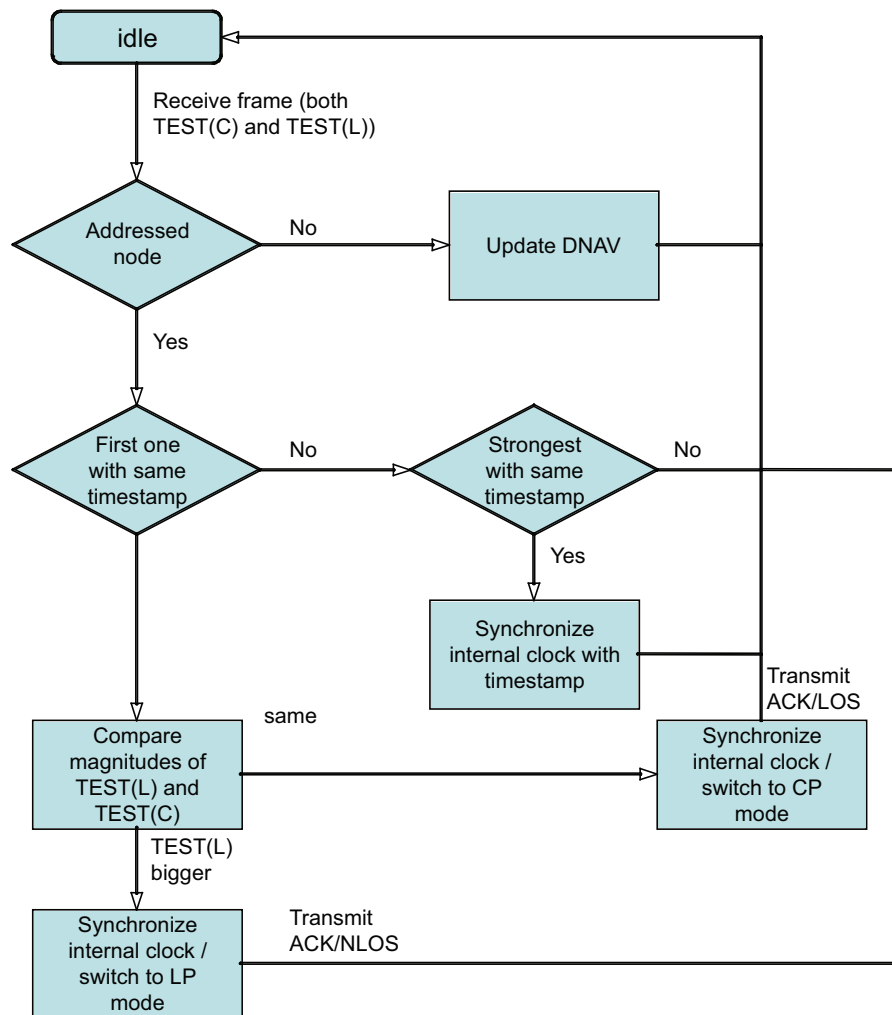 idle
Receive frame (both
TEST(C) and TEST(L))
Addressed
node
No
Update DNAV
Yes
First one
with same
timestamp
No
Strongest
with same
timestamp
No
Yes
Synchronize
internal clock with
timestamp
Transmit
ACK/LOS
same
Compare
magnitudes of
TEST(L) and
TEST(C)
Synchronize
internal clock /
switch to CP
mode
TEST(L)
bigger
Synchronize
internal clock /
switch to LP
mode
Transmit
ACK/NLOS